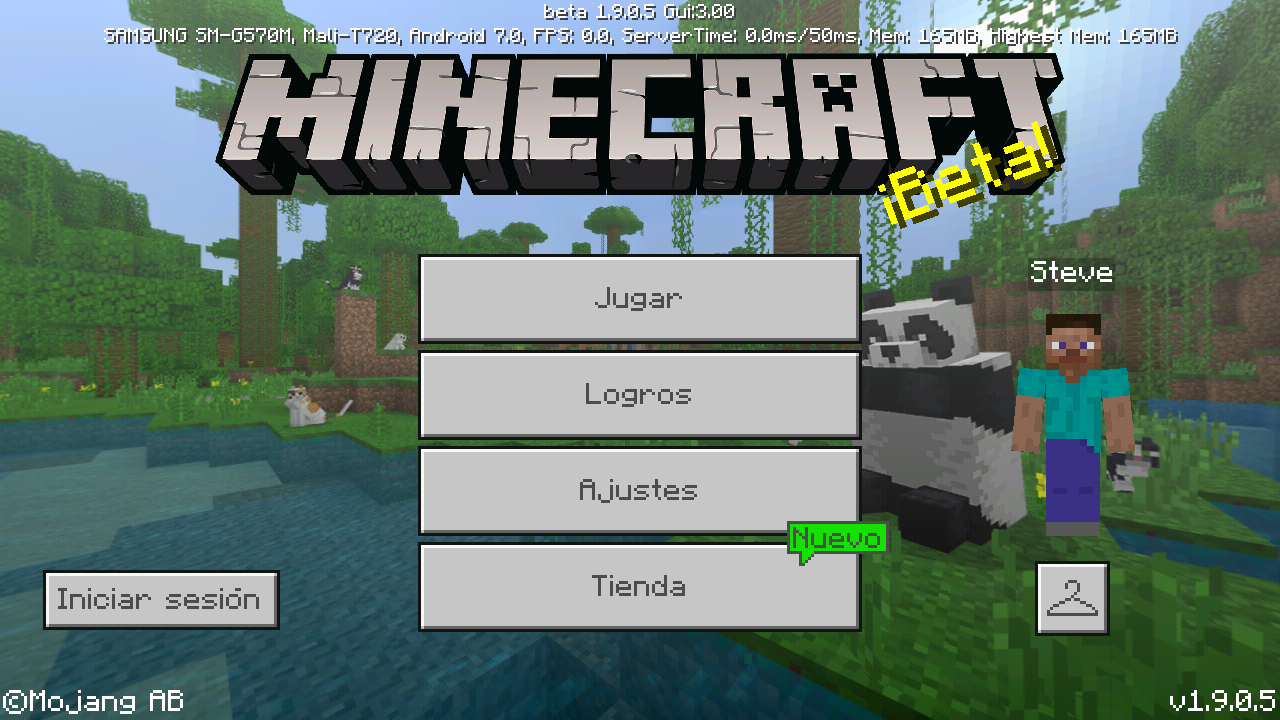 beta 1.9.0.5 Gui:3.00
SAMSUNG SM-G570M, Mali-T720, Android 7.0, FPS: 0.0, ServerTime: 0.0ms/50ms, Mem: 165MB, Highest Mem: 165MB
MINECRAFT
¡Beta!
Steve
Jugar
Logros
Ajustes
Nuevo
Tienda
Iniciar sesión
©Mojang AB
v1.9.0.5